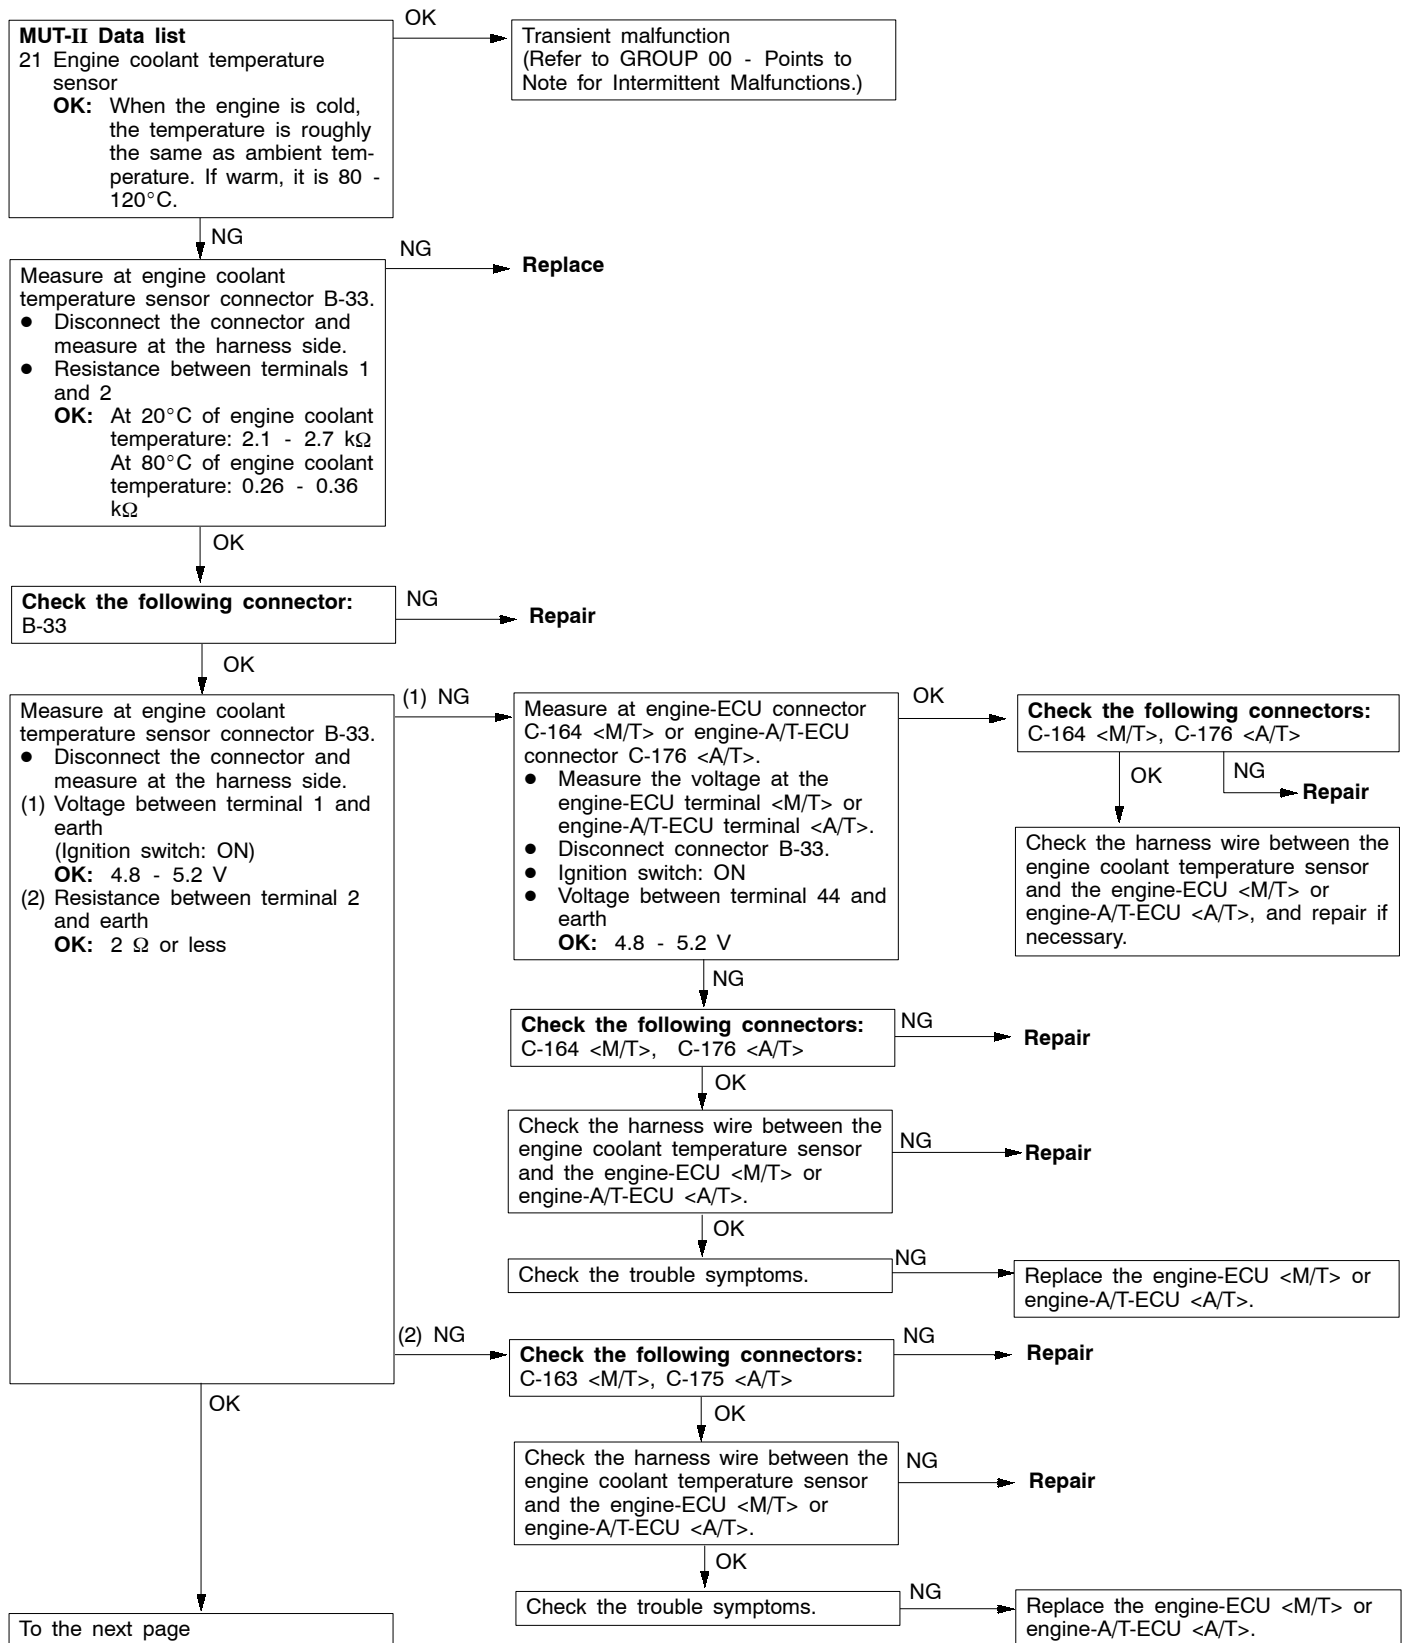 MUT-II Data list
21 Engine coolant temperature
sensor
OK: When the engine is cold,
the temperature is roughly
the same as ambient tem-
perature. If warm, it is 80 -
120°C.
OK
Transient malfunction
(Refer to GROUP 00 - Points to
Note for Intermittent Malfunctions.)
NG
Measure at engine coolant
temperature sensor connector B-33.
● Disconnect the connector and
measure at the harness side.
● Resistance between terminals 1
and 2
OK: At 20°C of engine coolant
temperature: 2.1 - 2.7 kΩ
At 80°C of engine coolant
temperature: 0.26 - 0.36
kΩ
NG
Replace
OK
Check the following connector:
B-33
NG
Repair
OK
Measure at engine coolant
temperature sensor connector B-33.
● Disconnect the connector and
measure at the harness side.
(1) Voltage between terminal 1 and
earth
(Ignition switch: ON)
OK: 4.8 - 5.2 V
(2) Resistance between terminal 2
and earth
OK: 2 Ω or less
(1) NG
Measure at engine-ECU connector
C-164 <M/T> or engine-A/T-ECU
connector C-176 <A/T>.
● Measure the voltage at the
engine-ECU terminal <M/T> or
engine-A/T-ECU terminal <A/T>.
● Disconnect connector B-33.
● Ignition switch: ON
● Voltage between terminal 44 and
earth
OK: 4.8 - 5.2 V
OK
Check the following connectors:
C-164 <M/T>, C-176 <A/T>
OK
NG
Repair
Check the harness wire between the
engine coolant temperature sensor
and the engine-ECU <M/T> or
engine-A/T-ECU <A/T>, and repair if
necessary.
NG
Check the following connectors:
C-164 <M/T>, C-176 <A/T>
NG
Repair
OK
Check the harness wire between the
engine coolant temperature sensor
and the engine-ECU <M/T> or
engine-A/T-ECU <A/T>.
NG
Repair
OK
Check the trouble symptoms.
NG
Replace the engine-ECU <M/T> or
engine-A/T-ECU <A/T>.
(2) NG
Check the following connectors:
C-163 <M/T>, C-175 <A/T>
NG
Repair
OK
Check the harness wire between the
engine coolant temperature sensor
and the engine-ECU <M/T> or
engine-A/T-ECU <A/T>.
NG
Repair
OK
Check the trouble symptoms.
NG
Replace the engine-ECU <M/T> or
engine-A/T-ECU <A/T>.
OK
To the next page